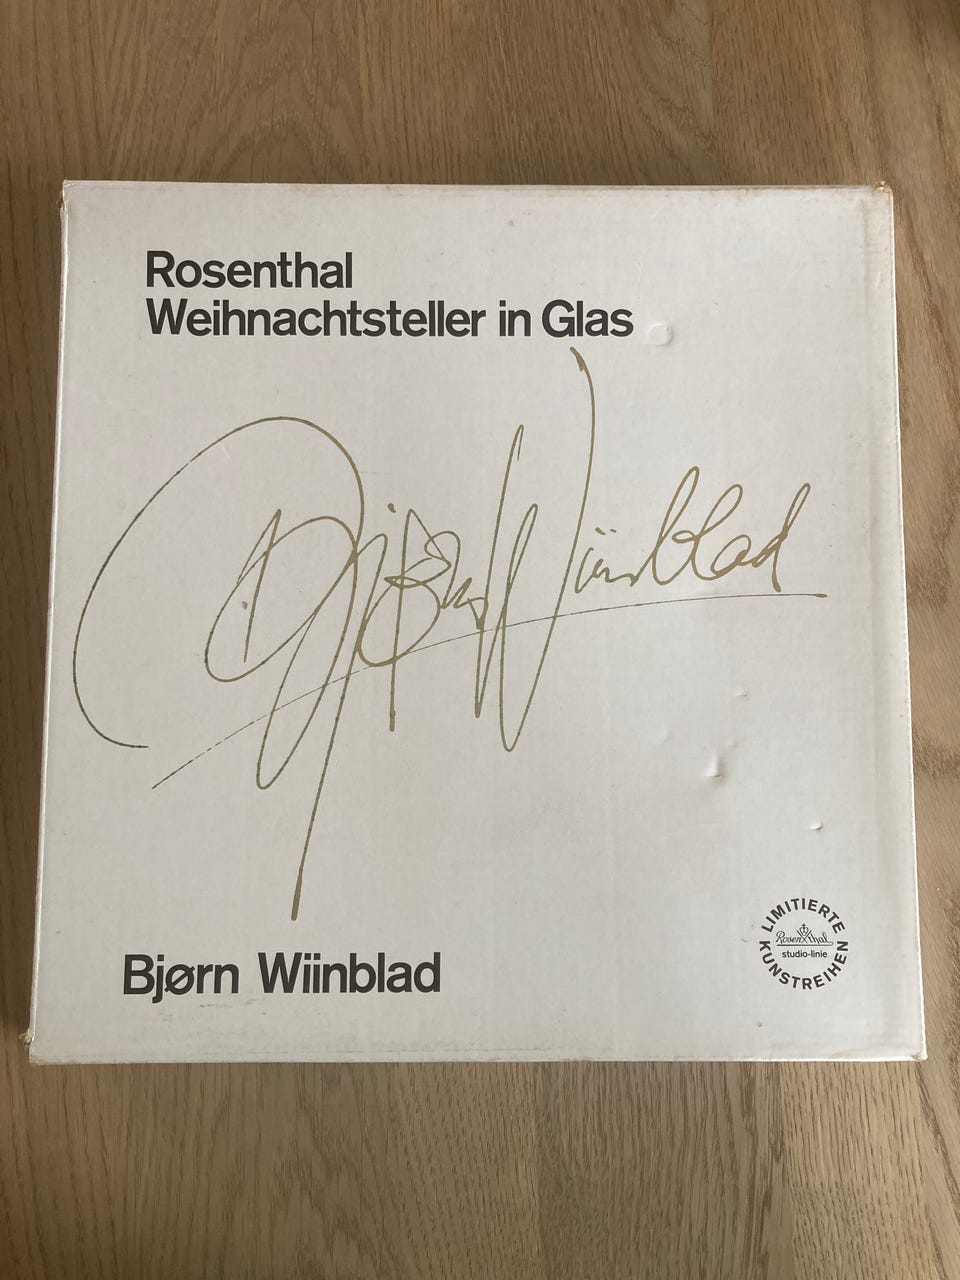 Rosenthal
Weihnachtsteller in Glas
Bjørn Wiinblad
Bjørn Wiinblad
LIMITIERTE
Rosenthal
studio-linie
KUNSTREIHEN